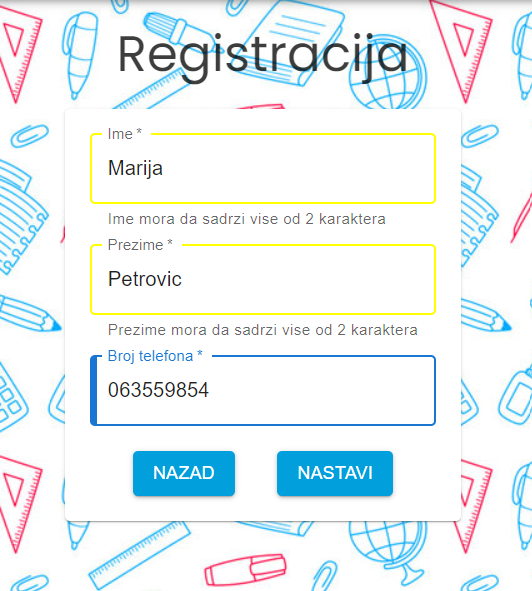 Registracija
Ime *
Marija
Ime mora da sadrzi vise od 2 karaktera
Prezime *
Petrovic
Prezime mora da sadrzi vise od 2 karaktera
Broj telefona *
063559854
NAZAD NASTAVI